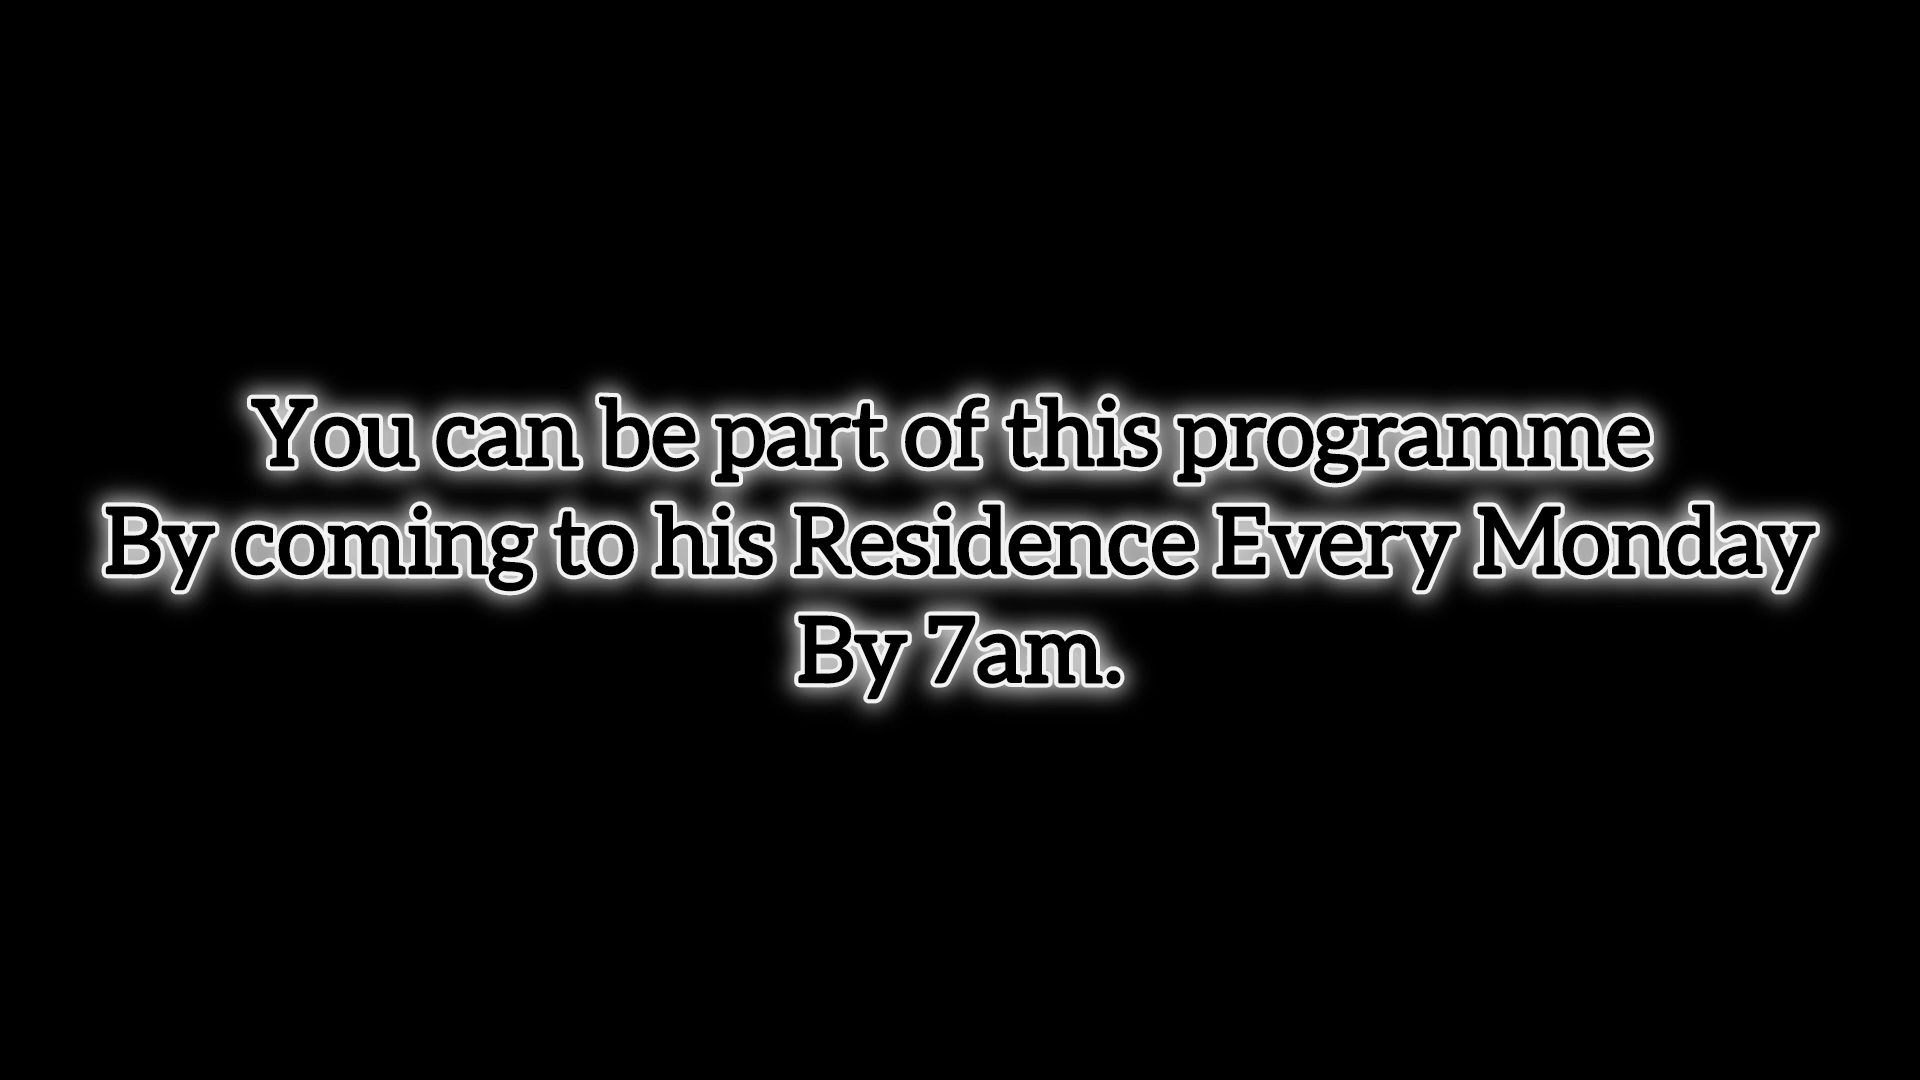 You can be part of this programme
By coming to his Residence Every Monday
By 7am.